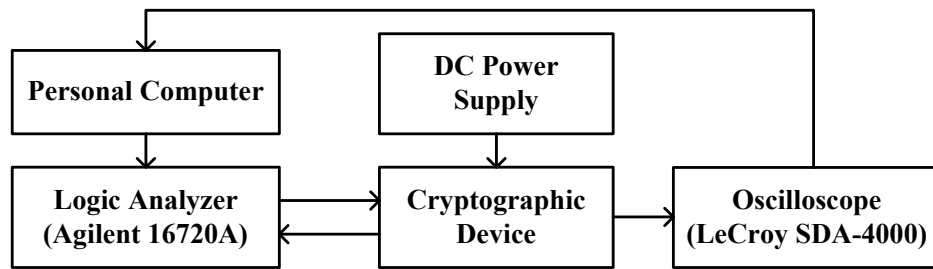 Personal Computer
DC Power
Supply
Logic Analyzer
(Agilent 16720A)
Cryptographic
Device
Oscilloscope
(LeCroy SDA-4000)